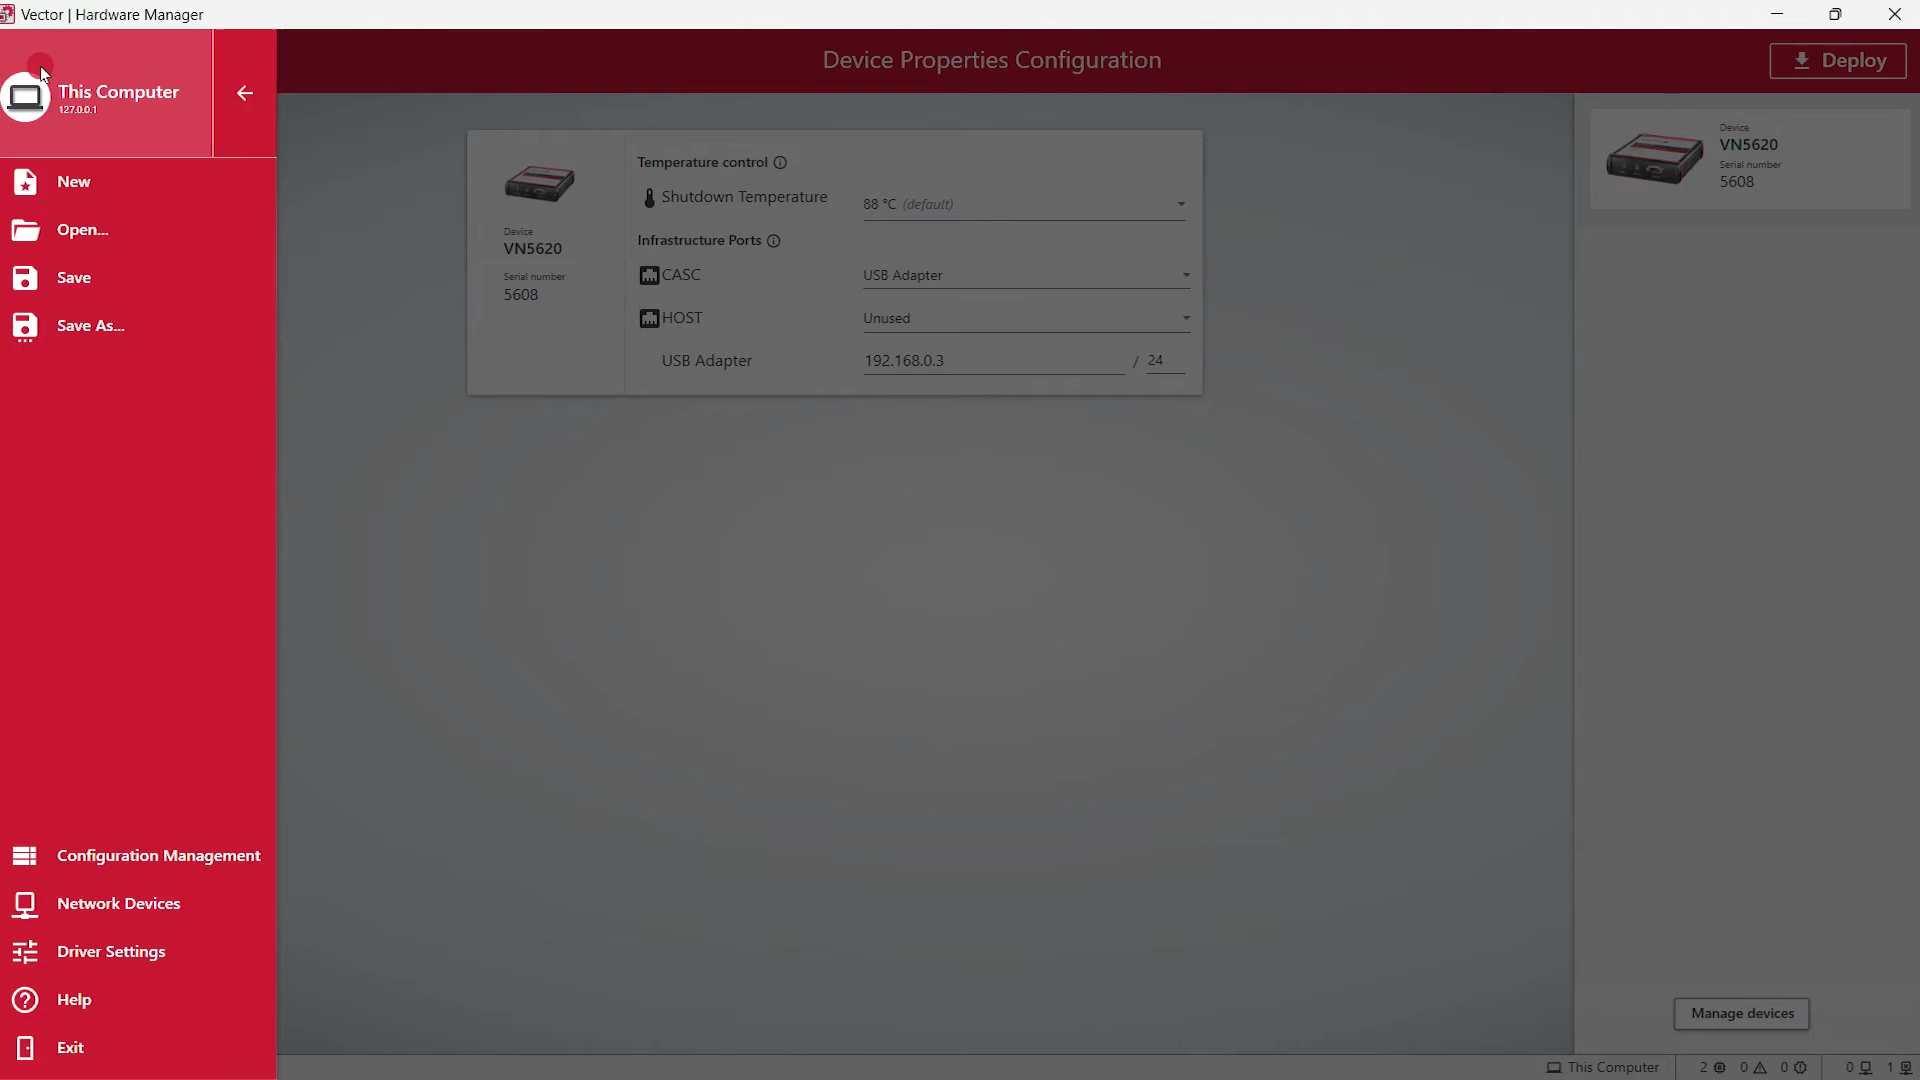 Vector | Hardware Manager
This Computer
127.0.0.1
New
Open...
Save
Save As...
Configuration Management
Network Devices
Driver Settings
Help
Exit
Device Properties Configuration
Deploy
Device
VN5620
Serial number
5608
Temperature control
Shutdown Temperature
88 °C (default)
Infrastructure Ports
CASC
USB Adapter
HOST
Unused
USB Adapter
192.168.0.3 / 24
Device
VN5620
Serial number
5608
Manage devices
This Computer 2 0 0 0 1